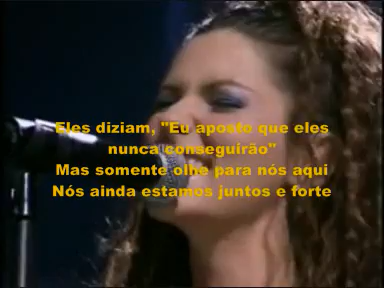 Eles diziam, "Eu aposto que eles
nunca conseguirão"
Mas somente olhe para nós aqui
Nós ainda estamos juntos e forte